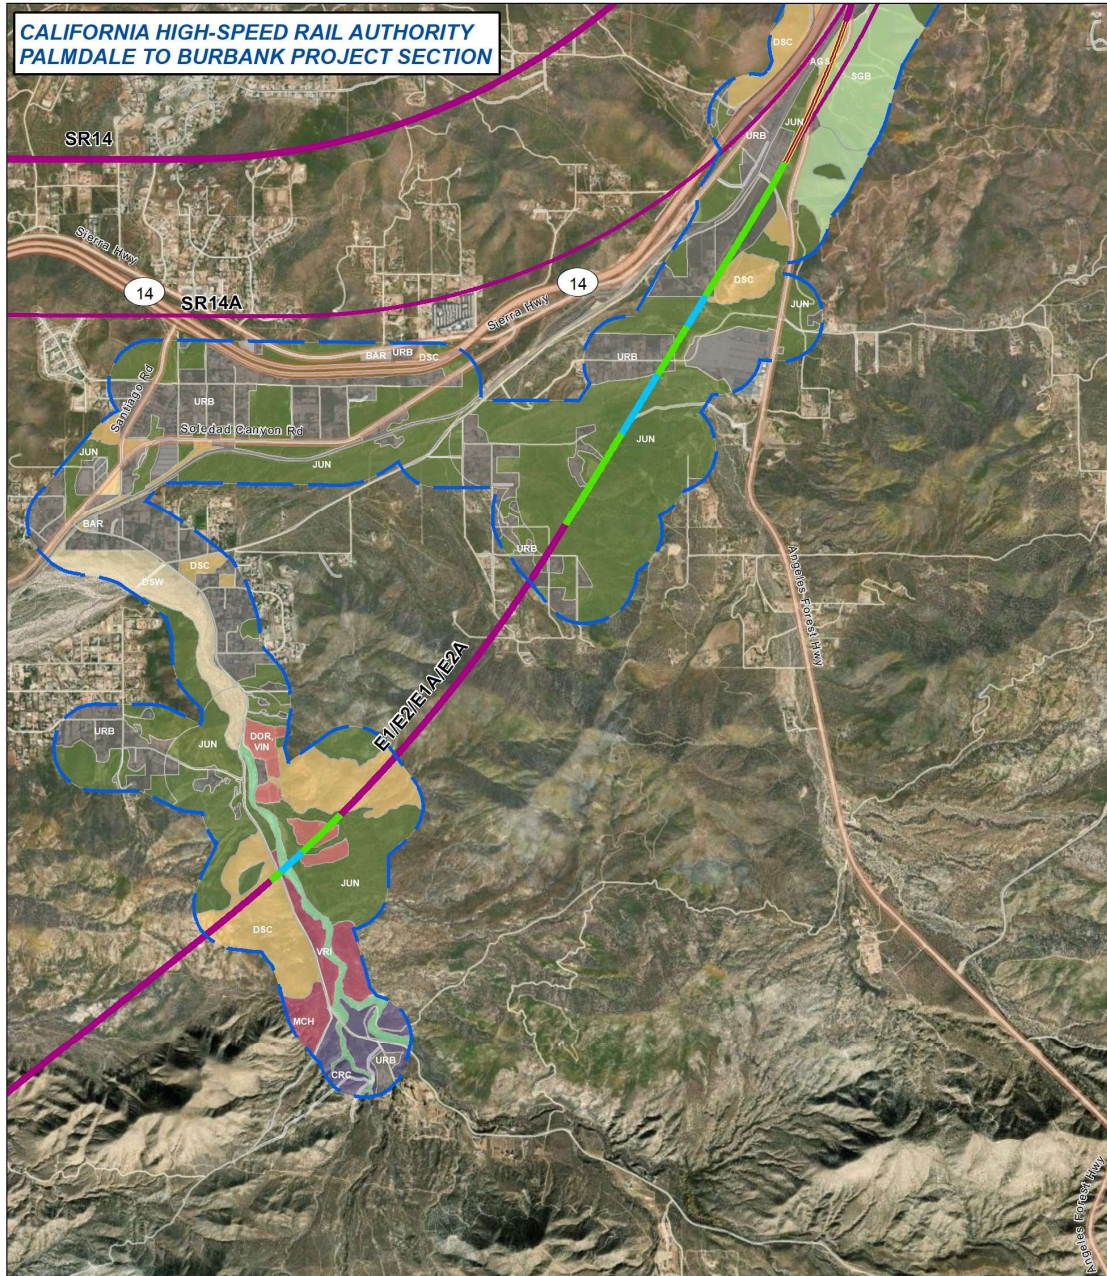 CALIFORNIA HIGH-SPEED RAIL AUTHORITY
PALMDALE TO BURBANK PROJECT SECTION
DSC
AGS
SGB
JUN
URB
SR14
Sierra Hwy
14
14
SR14A
Sierra Hwy
DSC
JUN
BAR
URB
DSC
URB
Santiago Rd
URB
Soledad Canyon Rd
JUN
JUN
JUN
BAR
URB
DSW
DSC
Angeles Forest Hwy
E1/E2/E1A/E2A
URB
JUN
DOR,
VIN
JUN
DSC
VRI
MCH
URB
CRC
Angeles Forest Hwy